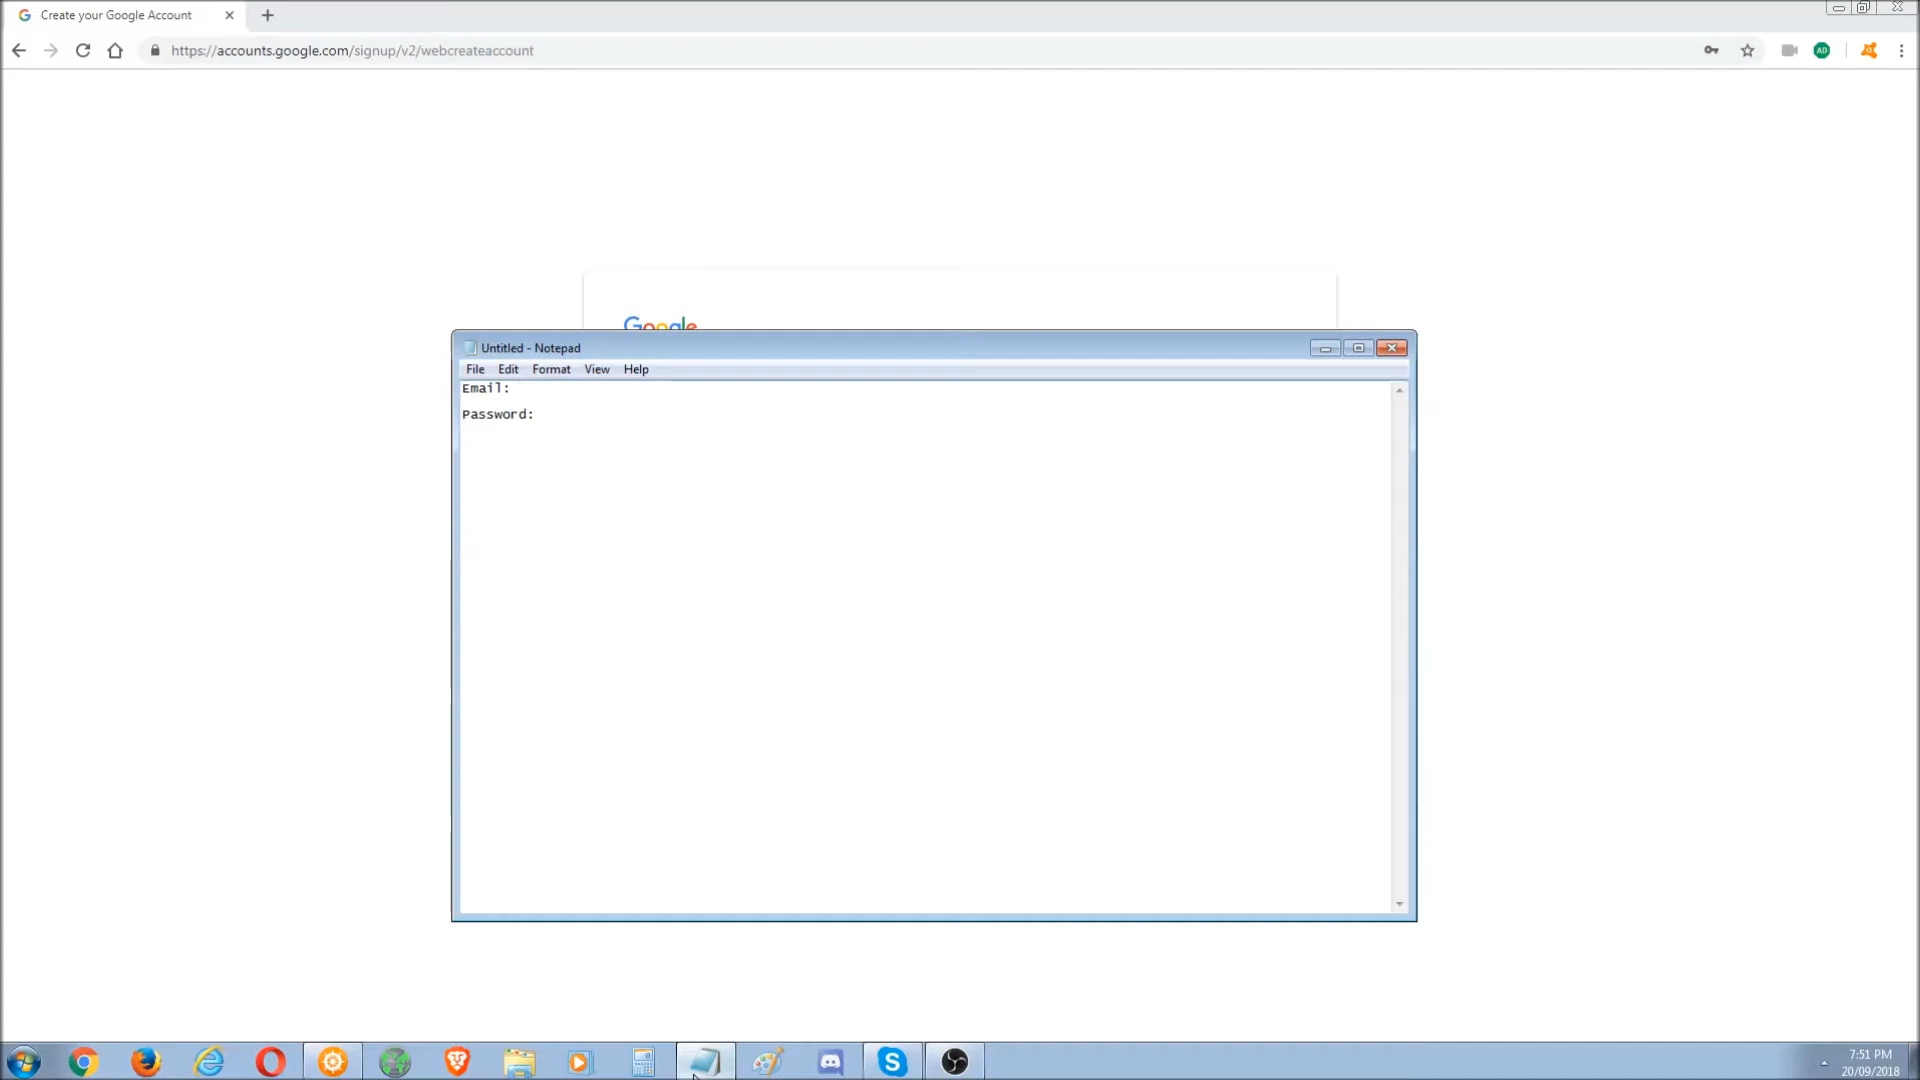 Create your Google Account
https://accounts.google.com/signup/v2/webcreateaccount
AD
Google
Untitled - Notepad
File Edit Format View Help
Email:
Password:
7:51 PM
20/09/2018